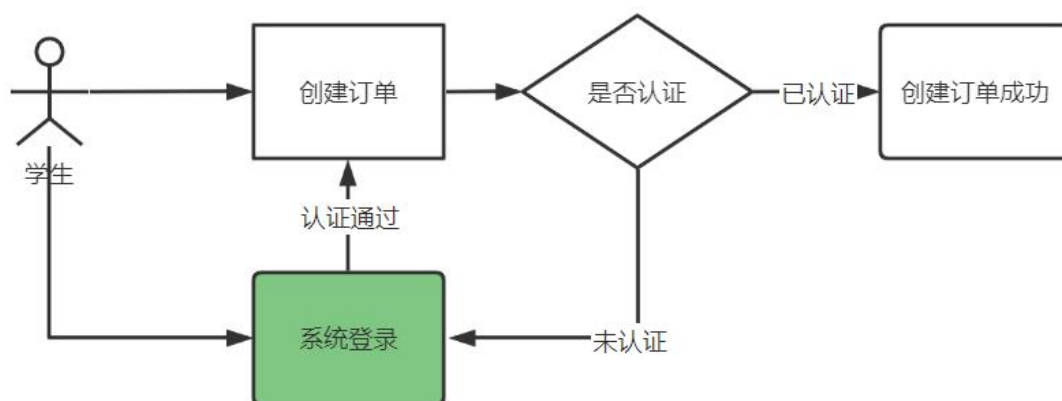 创建订单
是否认证
已认证
创建订单成功
学生
认证通过
系统登录
未认证